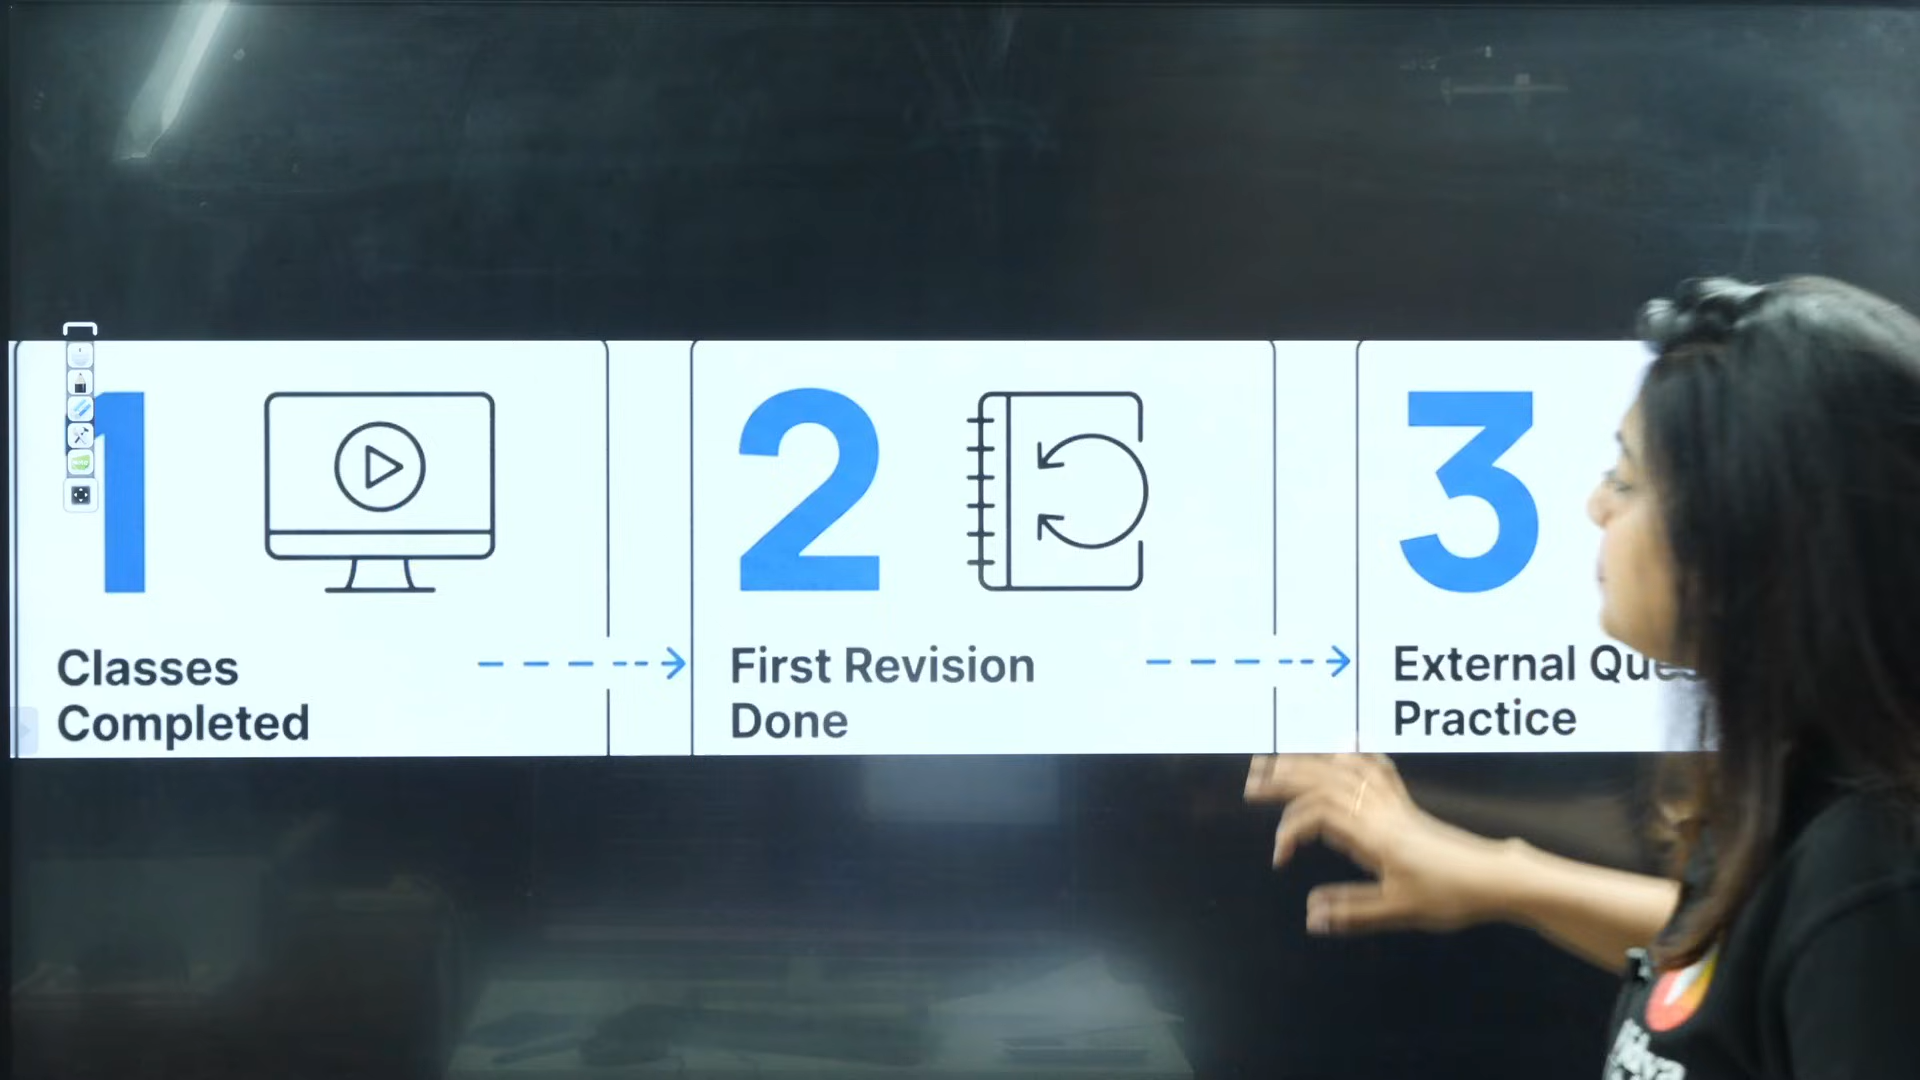 1
Classes
Completed
2
First Revision
Done
3
External
Practice